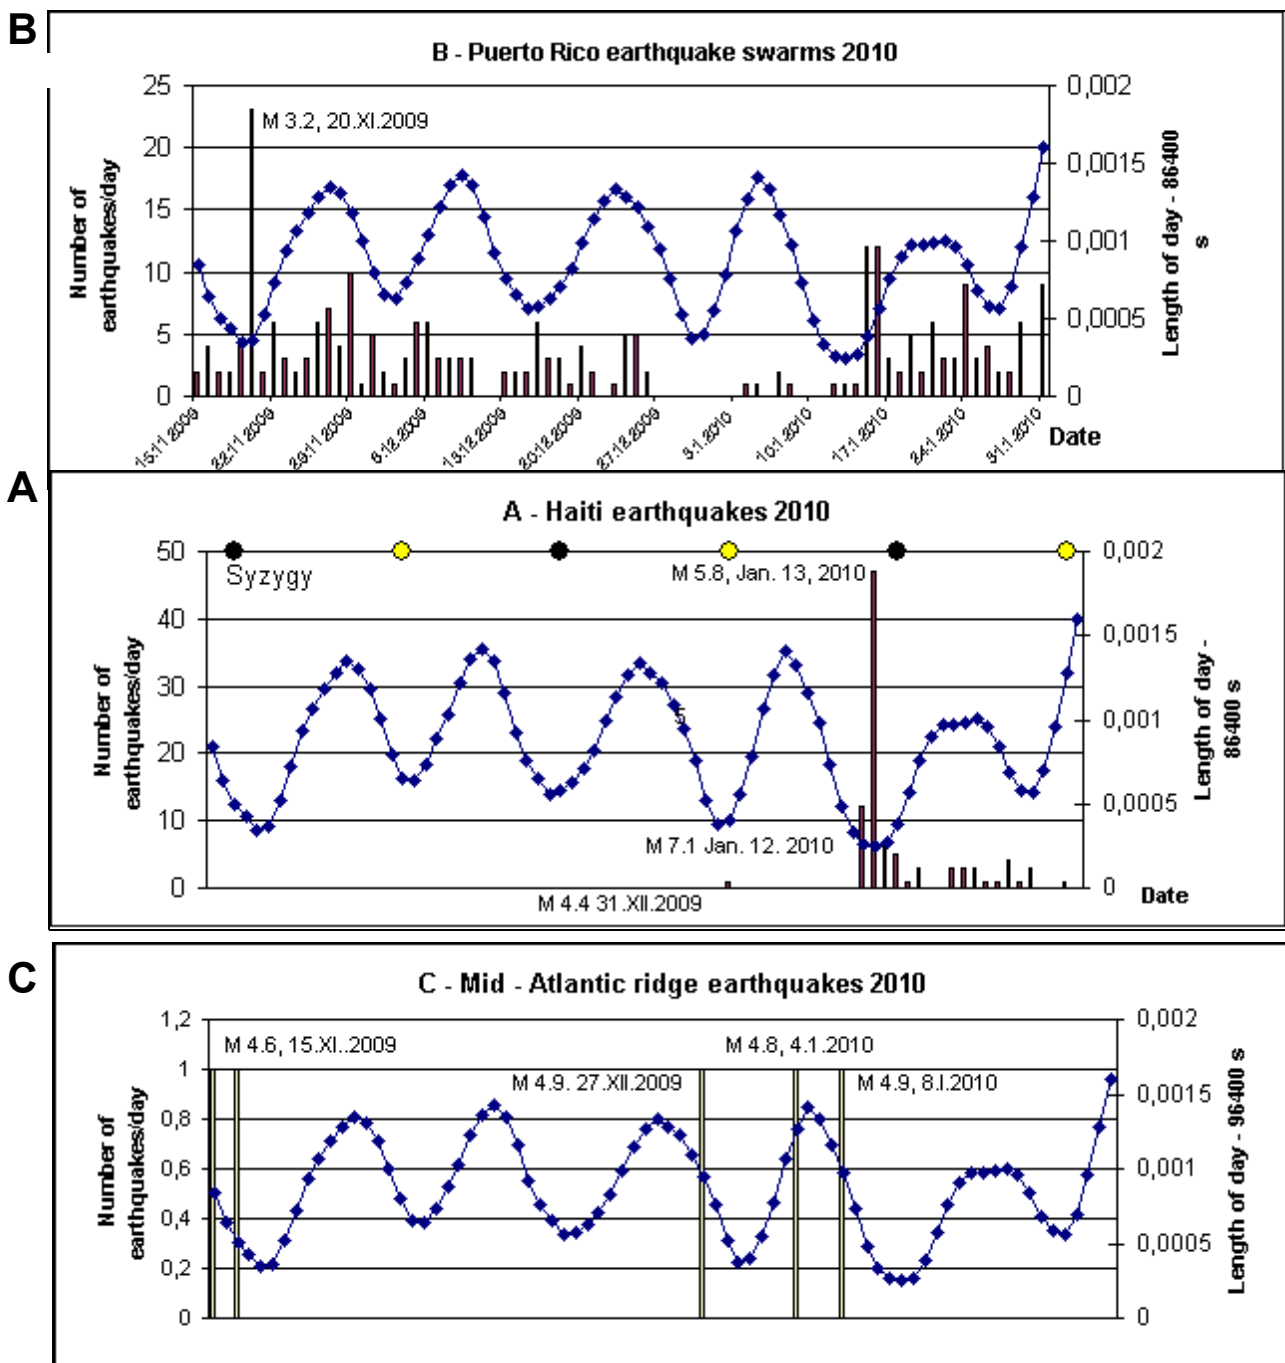 B
B - Puerto Rico earthquake swarms 2010
25
20
15
10
5
0
Number of
earthquakes/day
M 3.2, 20.XI.2009
0,002
0,0015
0,001
0,0005
0
Length of day - 86400
s
15.11.2009
22.11.2009
29.11.2009
6.12.2009
13.12.2009
20.12.2009
27.12.2009
3.1.2010
10.1.2010
17.1.2010
24.1.2010
31.1.2010
Date
A
A - Haiti earthquakes 2010
50
40
30
20
10
0
Number of
earthquakes/day
Syzygy
M 5.8, Jan. 13, 2010
M 7.1 Jan. 12. 2010
M 4.4 31.XII.2009
0,002
0,0015
0,001
0,0005
0
Length of day -
86400 s
Date
C
C - Mid - Atlantic ridge earthquakes 2010
1,2
1
0,8
0,6
0,4
0,2
0
Number of
earthquakes/day
M 4.6, 15.XI..2009
M 4.9. 27.XII.2009
M 4.8, 4.1.2010
M 4.9, 8.I.2010
0,002
0,0015
0,001
0,0005
0
Length of day - 96400 s